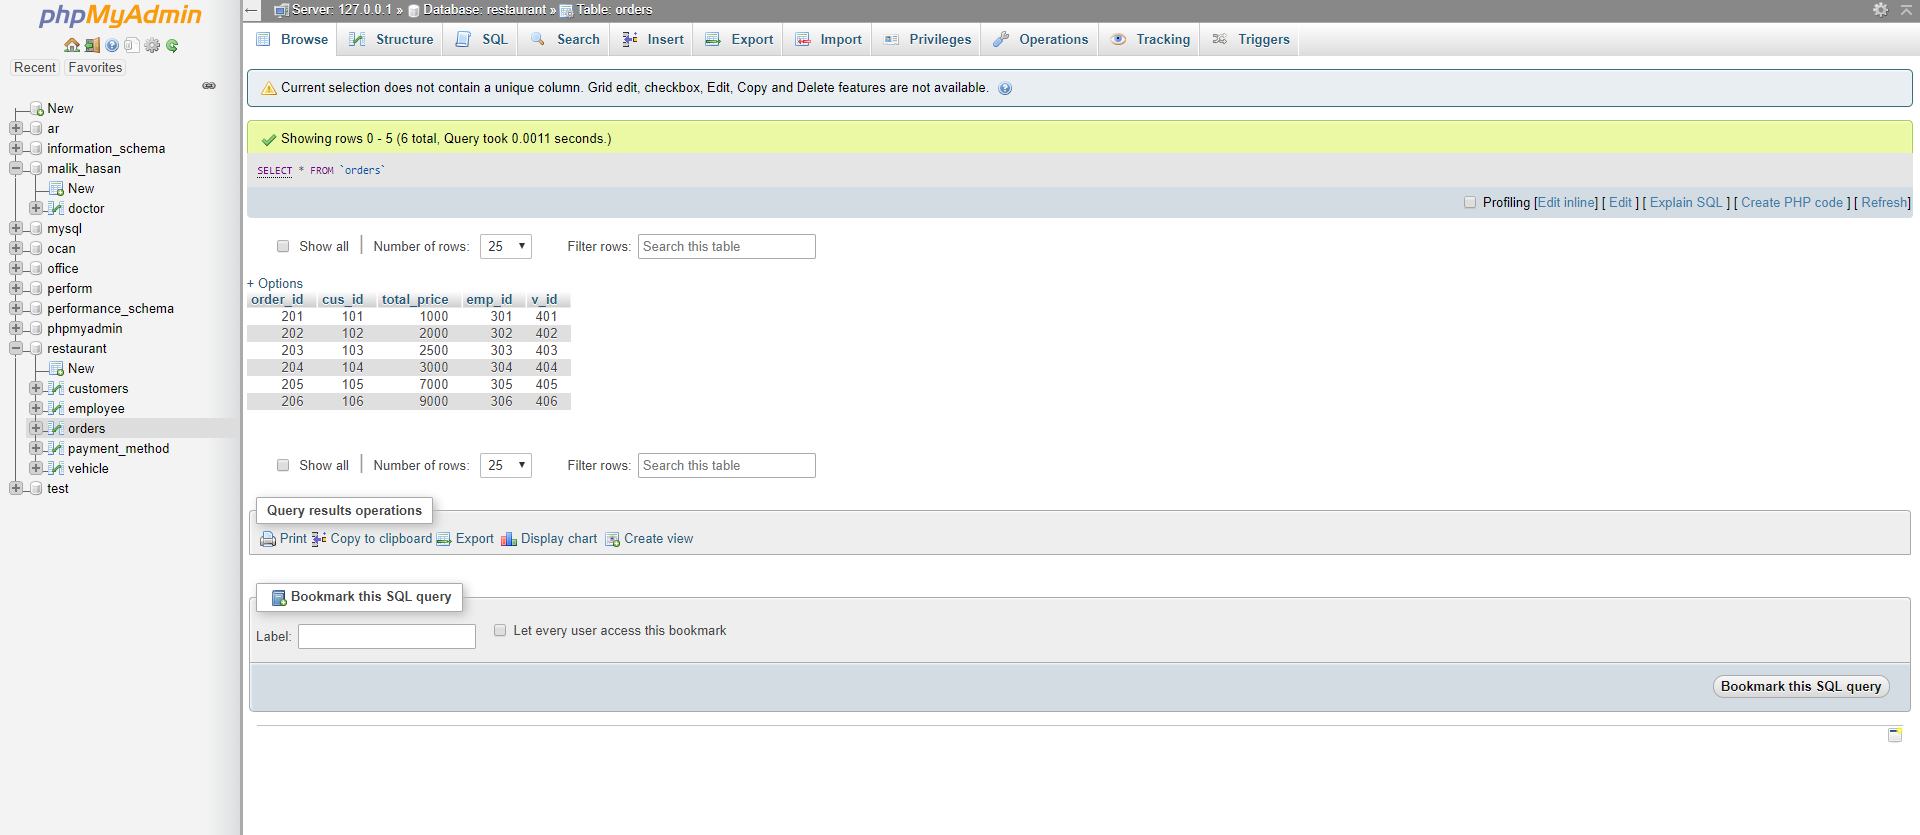 phpMyAdmin
Recent Favorites
New
ar
information_schema
malik_hasan
New
doctor
mysql
ocan
office
perform
performance_schema
phpmyadmin
restaurant
New
customers
employee
orders
payment_method
vehicle
test
Server: 127.0.0.1 » Database: restaurant » Table: orders
Browse Structure SQL Search Insert Export Import Privileges Operations Tracking Triggers
Current selection does not contain a unique column. Grid edit, checkbox, Edit, Copy and Delete features are not available.
Showing rows 0 - 5 (6 total, Query took 0.0011 seconds.)
SELECT * FROM `orders`
Profiling [Edit inline] [ Edit ] [ Explain SQL ] [ Create PHP code ] [ Refresh]
Show all | Number of rows: 25 Filter rows: Search this table
+ Options
order_id cus_id total_price emp_id v_id
201 101 1000 301 401
202 102 2000 302 402
203 103 2500 303 403
204 104 3000 304 404
205 105 7000 305 405
206 106 9000 306 406
Show all | Number of rows: 25 Filter rows: Search this table
Query results operations
Print Copy to clipboard Export Display chart Create view
Bookmark this SQL query
Label: Let every user access this bookmark
Bookmark this SQL query